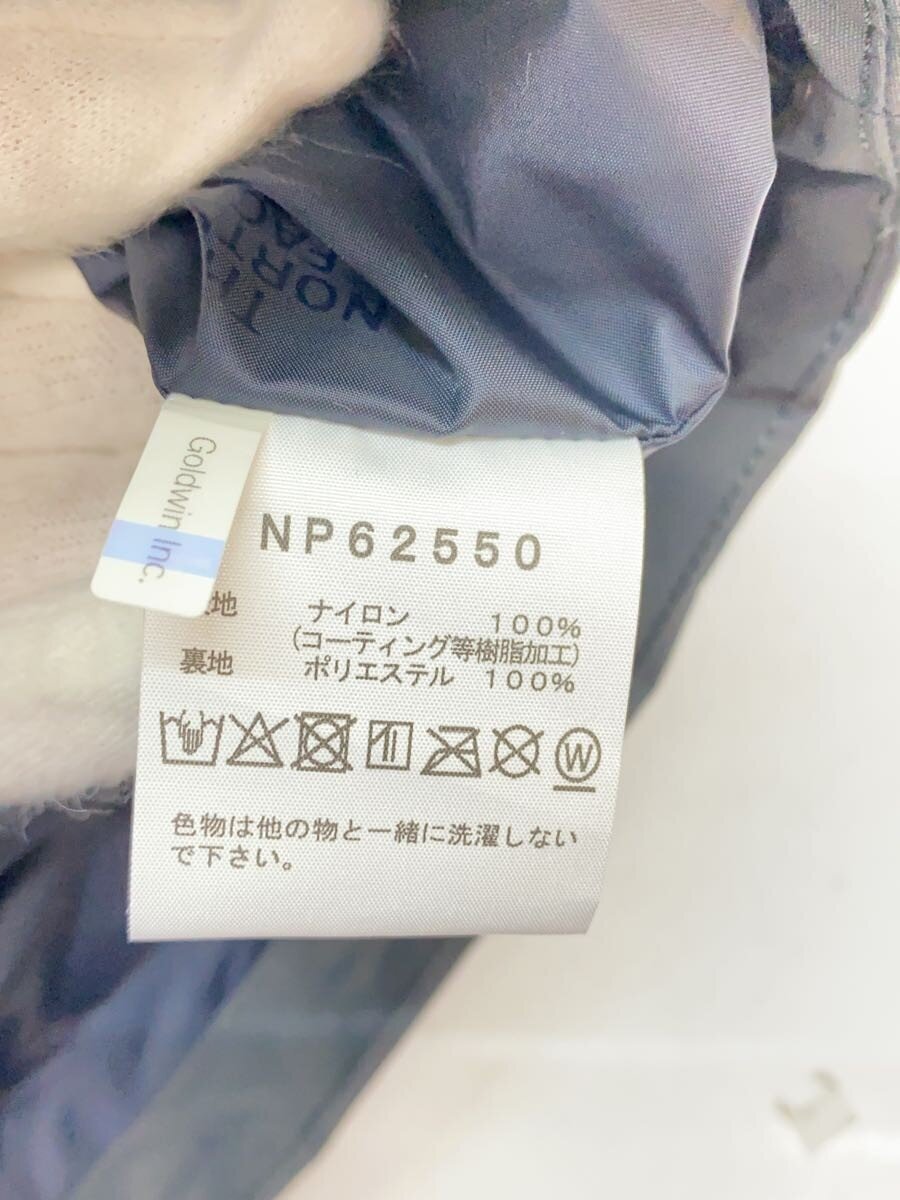 NORT
Goldwin Inc.
NP62550
地 ナイロン 100%
(コーティング等樹脂加工)
裏地 ポリエステル 100%
W
色物は他の物と一緒に洗濯しない
で下さい。